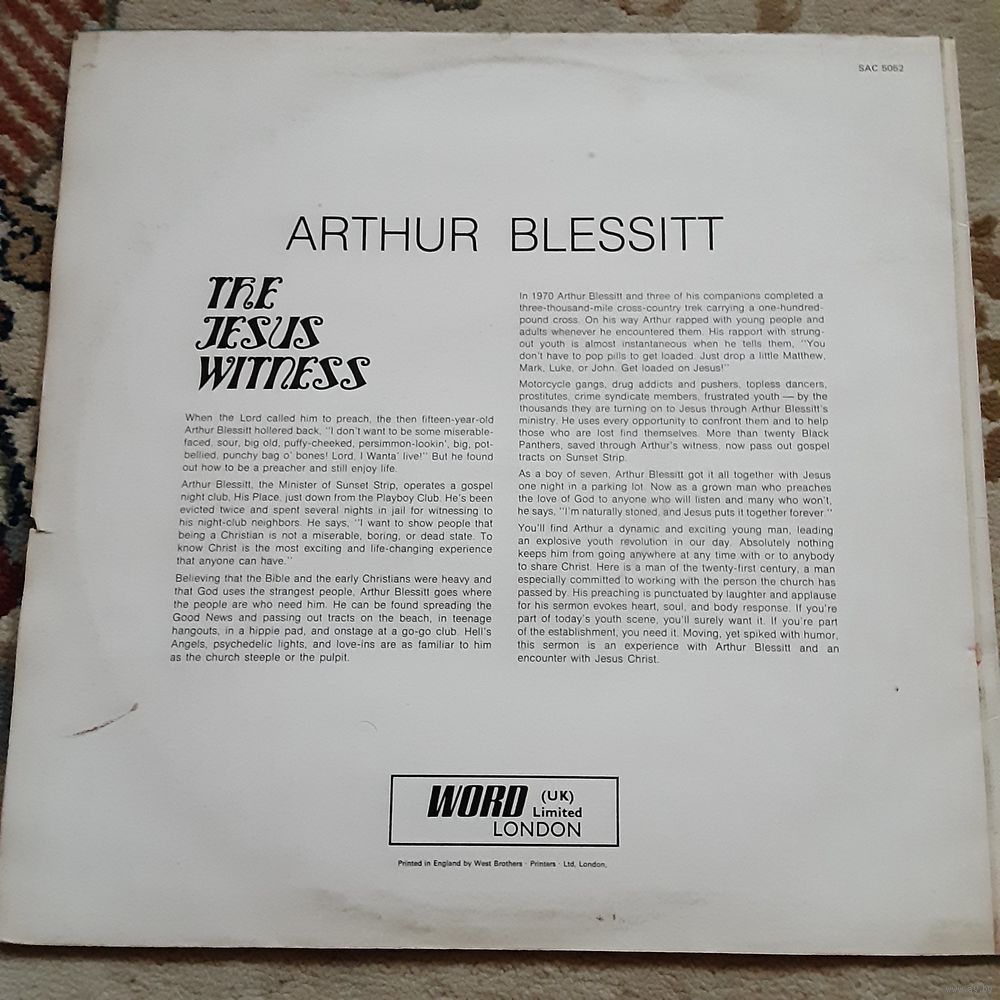 SAC 5052
ARTHUR BLESSITT
THE
JESUS
WITNESS
When the Lord called him to preach, the then fifteen-year-old
Arthur Blessitt hollered back, "I don't want to be some miserable-
faced, sour, big old, puffy-cheeked, persimmon-lookin', big, pot-
bellied, punchy bag o' bones! Lord, I Wanta' live!" But he found
out how to be a preacher and still enjoy life.
Arthur Blessitt, the Minister of Sunset Strip, operates a gospel
night club, His Place, just down from the Playboy Club. He's been
evicted twice and spent several nights in jail for witnessing to
his night-club neighbors. He says, "I want to show people that
being a Christian is not a miserable, boring, or dead state. To
know Christ is the most exciting and life-changing experience
that anyone can have."
Believing that the Bible and the early Christians were heavy and
that God uses the strangest people, Arthur Blessitt goes where
the people are who need him. He can be found spreading the
Good News and passing out tracts on the beach, in teenage
hangouts, in a hippie pad, and onstage at a go-go club. Hell's
Angels, psychedelic lights, and love-ins are as familiar to him
as the church steeple or the pulpit.
In 1970 Arthur Blessitt and three of his companions completed a
three-thousand-mile cross-country trek carrying a one-hundred-
pound cross. On his way Arthur rapped with young people and
adults whenever he encountered them. His rapport with strung-
out youth is almost instantaneous when he tells them, "You
don't have to pop pills to get loaded. Just drop a little Matthew,
Mark, Luke, or John. Get loaded on Jesus!"
Motorcycle gangs, drug addicts and pushers, topless dancers,
prostitutes, crime syndicate members, frustrated youth — by the
thousands they are turning on to Jesus through Arthur Blessitt's
ministry. He uses every opportunity to confront them and to help
those who are lost find themselves. More than twenty Black
Panthers, saved through Arthur's witness, now pass out gospel
tracts on Sunset Strip.
As a boy of seven, Arthur Blessitt got it all together with Jesus
one night in a parking lot. Now as a grown man who preaches
the love of God to anyone who will listen and many who won't,
he says, "I'm naturally stoned, and Jesus puts it together forever."
You'll find Arthur a dynamic and exciting young man, leading
an explosive youth revolution in our day. Absolutely nothing
keeps him from going anywhere at any time with or to anybody
to share Christ. Here is a man of the twenty-first century, a man
especially committed to working with the person the church has
passed by. His preaching is punctuated by laughter and applause
for his sermon evokes heart, soul, and body response. If you're
part of today's youth scene, you'll surely want it. If you're part
of the establishment, you need it. Moving, yet spiked with humor,
this sermon is an experience with Arthur Blessitt and an
encounter with Jesus Christ.
WORD (UK)
Limited
LONDON
Printed in England by West Brothers · Printers · Ltd, London.
www.ay.by